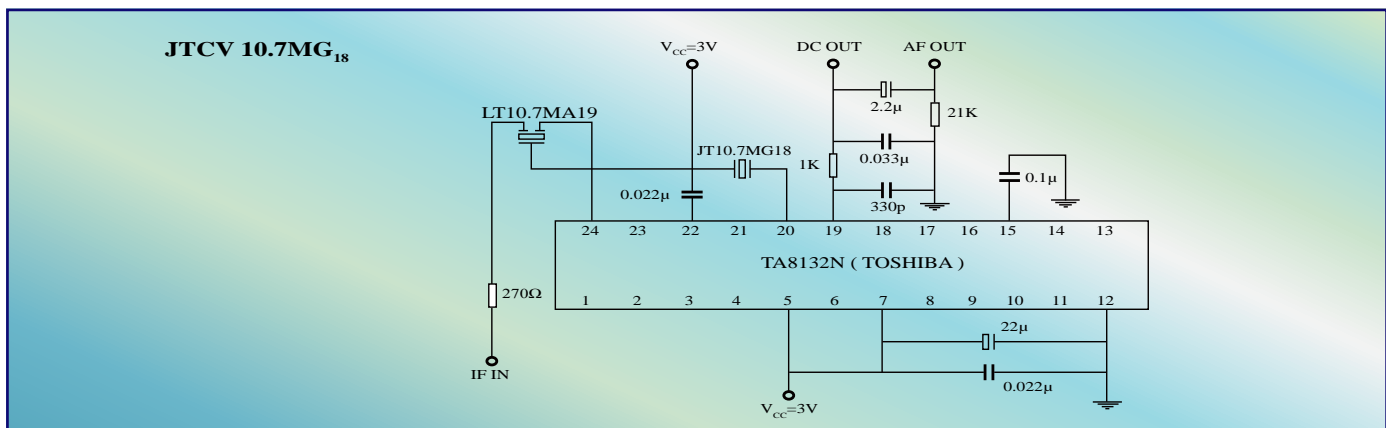 JTCV 10.7MG18
VCC=3V
DC OUT
AF OUT
LT10.7MA19
2.2μ
21K
JT10.7MG18
1K
0.033μ
0.022μ
330p
0.1μ
24 23 22 21 20 19 18 17 16 15 14 13
TA8132N ( TOSHIBA )
270Ω
1 2 3 4 5 6 7 8 9 10 11 12
22μ
IF IN
0.022μ
VCC=3V